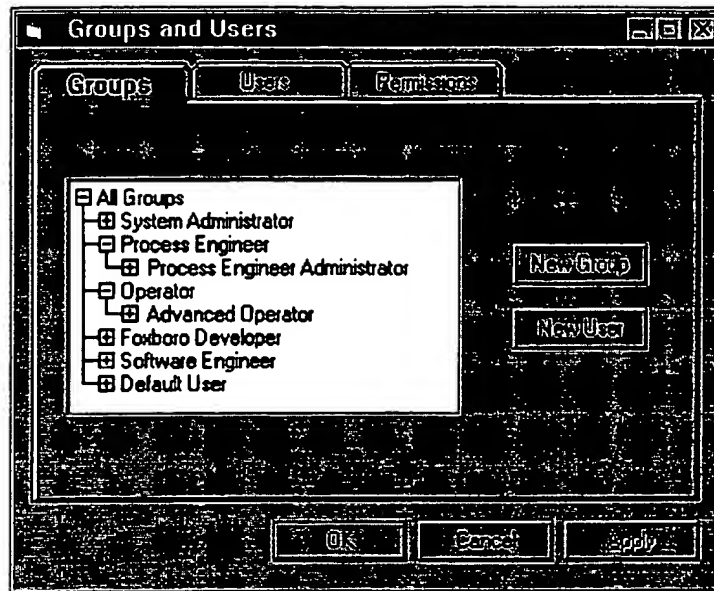 Groups and Users
Groups Users Permissions
All Groups
System Administrator
Process Engineer
Process Engineer Administrator
Operator
Advanced Operator
Foxboro Developer
Software Engineer
Default User
New Group
New User
OK Cancel Apply